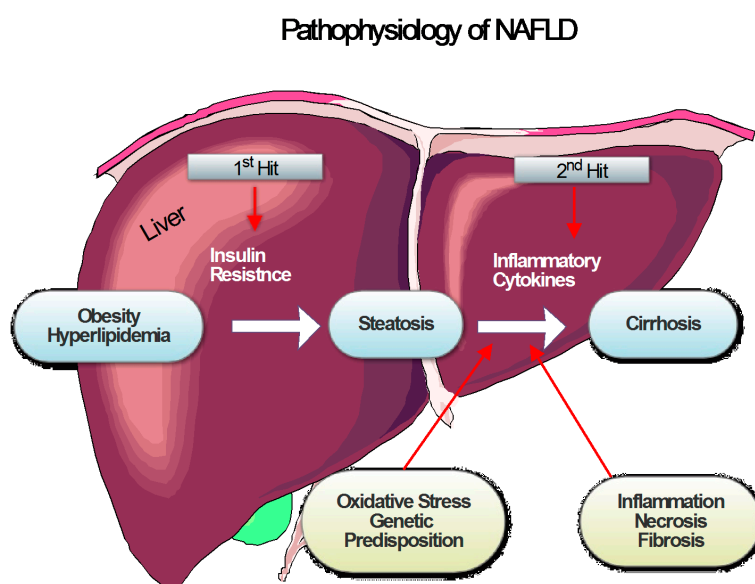 Pathophysiology of NAFLD
1st Hit
2nd Hit
Liver
Insulin
Resistnce
Inflammatory
Cytokines
Obesity
Hyperlipidemia
Steatosis
Cirrhosis
Oxidative Stress
Genetic
Predisposition
Inflammation
Necrosis
Fibrosis